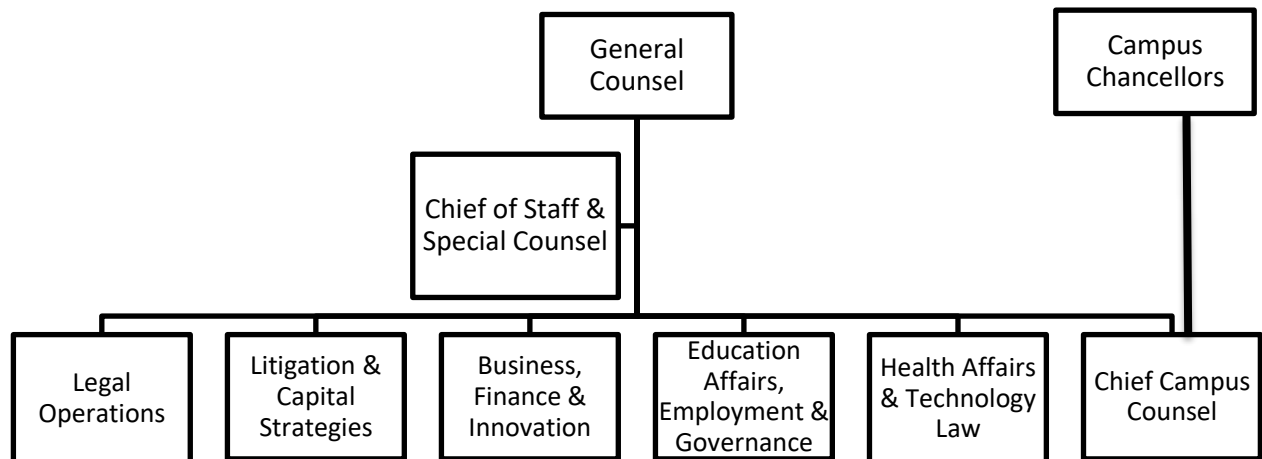 General
Counsel
Campus
Chancellors
Chief of Staff &
Special Counsel
Legal
Operations
Litigation &
Capital
Strategies
Business,
Finance &
Innovation
Education
Affairs,
Employment &
Governance
Health Affairs
& Technology
Law
Chief Campus
Counsel